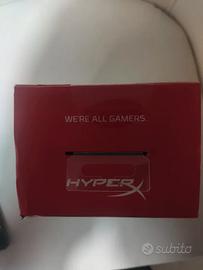 WE'RE ALL GAMERS.
HYPERX
subito